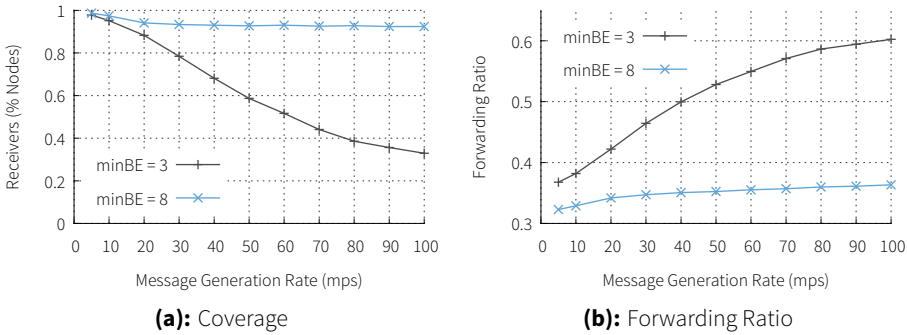 1
0.8
0.6
0.4
0.2
0
Receivers (% Nodes)
minBE = 3
minBE = 8
0 10 20 30 40 50 60 70 80 90 100
Message Generation Rate (mps)
(a): Coverage
0.6
0.5
0.4
0.3
Forwarding Ratio
minBE = 3
minBE = 8
0 10 20 30 40 50 60 70 80 90 100
Message Generation Rate (mps)
(b): Forwarding Ratio